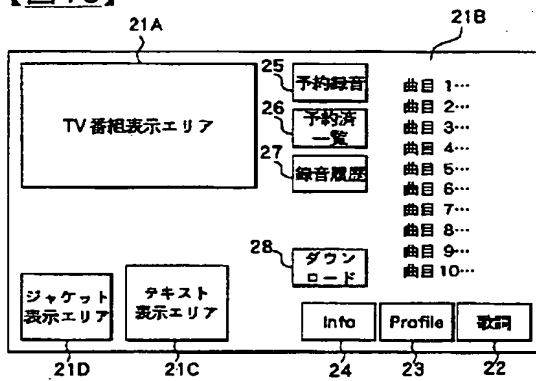 21A
21B
TV 番組表示エリア
25
予約録音
26
予約済
一覧
27
録音履歴
曲目 1…
曲目 2…
曲目 3…
曲目 4…
曲目 5…
曲目 6…
曲目 7…
曲目 8…
曲目 9…
曲目 10…
28
ダウン
ロード
ジャケット
表示エリア
テキスト
表示エリア
Info
Profile
歌詞
21D
21C
24
23
22